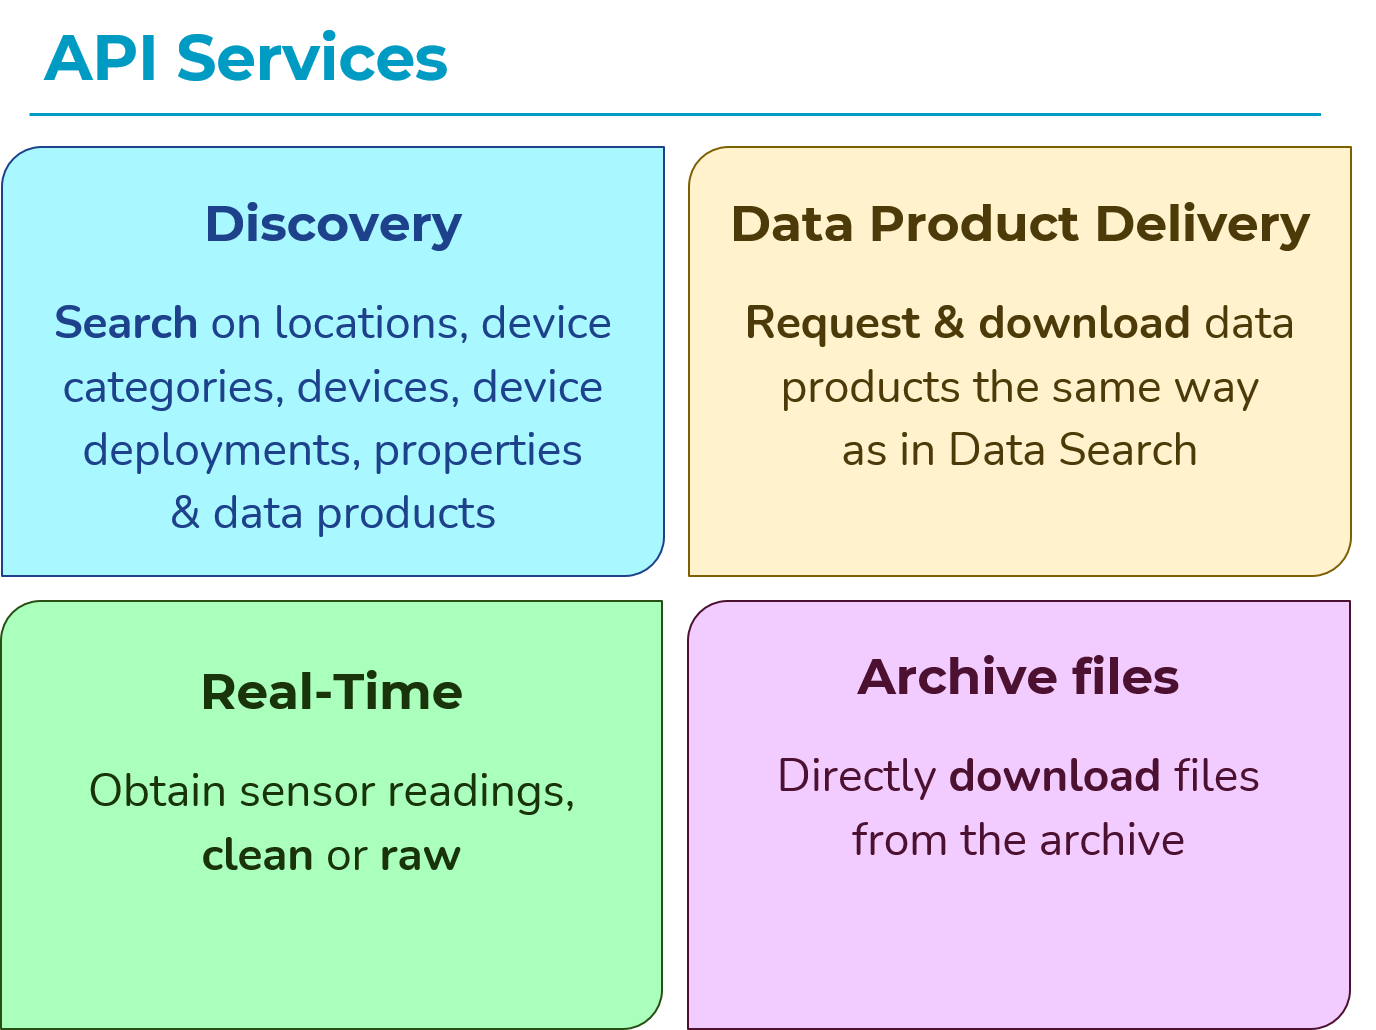 API Services
Discovery
Search on locations, device
categories, devices, device
deployments, properties
& data products
Data Product Delivery
Request & download data
products the same way
as in Data Search
Real-Time
Obtain sensor readings,
clean or raw
Archive files
Directly download files
from the archive